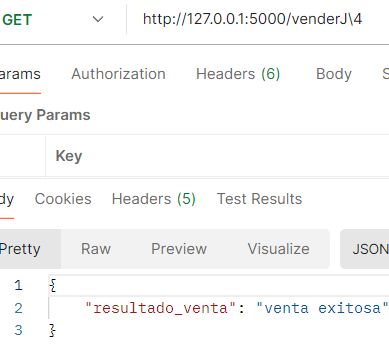 GET http://127.0.0.1:5000/venderJ\4
arams Authorization Headers (6) Body S
uery Params
Key
dy Cookies Headers (5) Test Results
Pretty Raw Preview Visualize JSON
1 {
2 "resultado_venta": "venta exitosa"
3 }